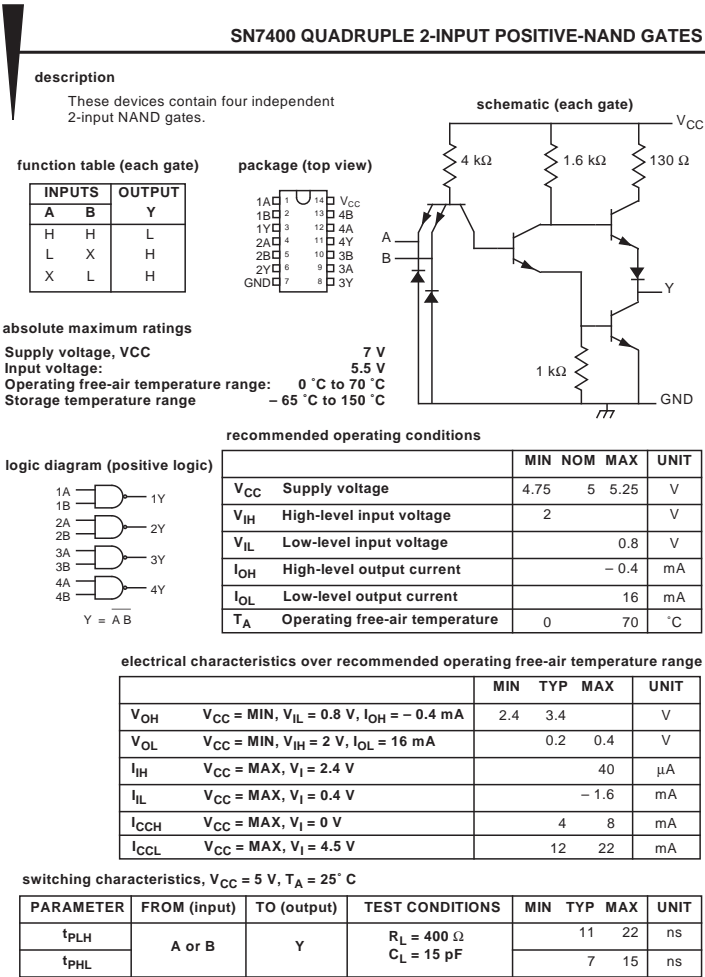 SN7400 QUADRUPLE 2-INPUT POSITIVE-NAND GATES
description
These devices contain four independent
2-input NAND gates.
function table (each gate)
INPUTS OUTPUT
A B Y
H H L
L X H
X L H
package (top view)
1A 1 14 VCC
1B 2 13 4B
1Y 3 12 4A
2A 4 11 4Y
2B 5 10 3B
2Y 6 9 3A
GND 7 8 3Y
schematic (each gate)
VCC
4 kΩ 1.6 kΩ 130 Ω
A
B
Y
1 kΩ
GND
absolute maximum ratings
Supply voltage, VCC 7 V
Input voltage: 5.5 V
Operating free-air temperature range: 0 ˚C to 70 ˚C
Storage temperature range – 65 ˚C to 150 ˚C
logic diagram (positive logic)
1A
1B
1Y
2A
2B
2Y
3A
3B
3Y
4A
4B
4Y
Y = A̅ B̅
recommended operating conditions
MIN NOM MAX UNIT
VCC Supply voltage 4.75 5 5.25 V
VIH High-level input voltage 2 V
VIL Low-level input voltage 0.8 V
IOH High-level output current – 0.4 mA
IOL Low-level output current 16 mA
TA Operating free-air temperature 0 70 ˚C
electrical characteristics over recommended operating free-air temperature range
MIN TYP MAX UNIT
VOH VCC = MIN, VIL = 0.8 V, IOH = – 0.4 mA 2.4 3.4 V
VOL VCC = MIN, VIH = 2 V, IOL = 16 mA 0.2 0.4 V
IIH VCC = MAX, VI = 2.4 V 40 μA
IIL VCC = MAX, VI = 0.4 V – 1.6 mA
ICCH VCC = MAX, VI = 0 V 4 8 mA
ICCL VCC = MAX, VI = 4.5 V 12 22 mA
switching characteristics, VCC = 5 V, TA = 25˚ C
PARAMETER FROM (input) TO (output) TEST CONDITIONS MIN TYP MAX UNIT
tPLH 11 22 ns
A or B Y RL = 400 Ω
CL = 15 pF
tPHL 7 15 ns